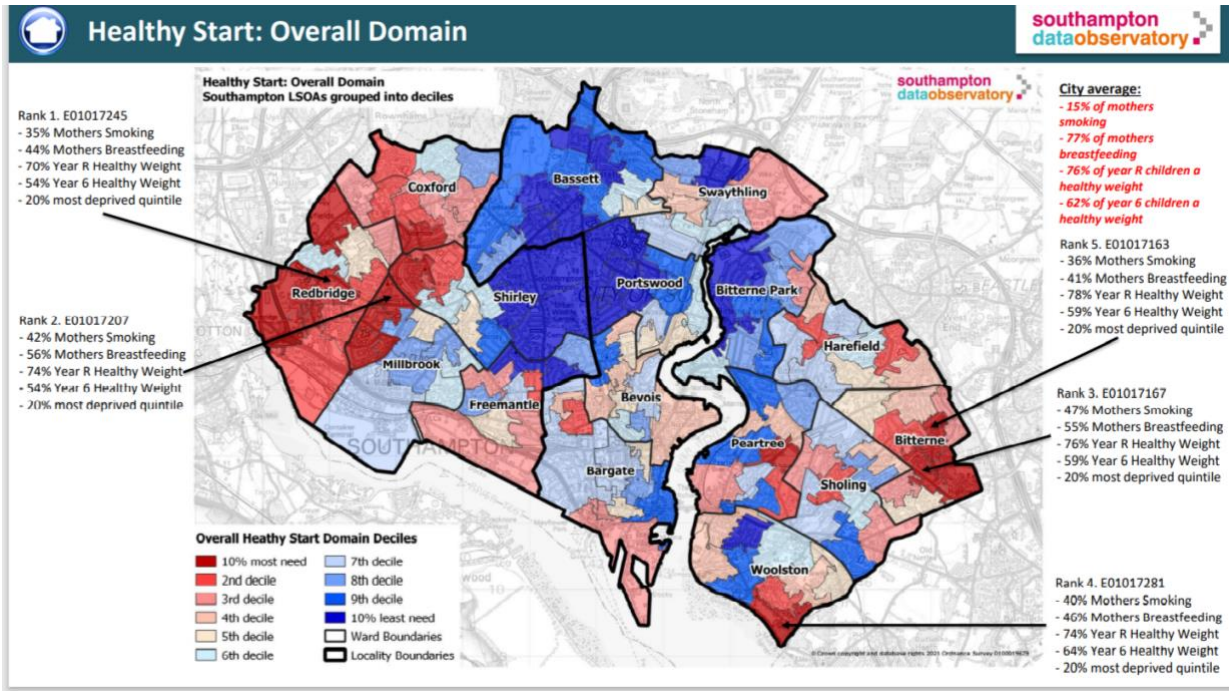 Healthy Start: Overall Domain
southampton
dataobservatory
Healthy Start: Overall Domain
Southampton LSOAs grouped into deciles
southampton
dataobservatory
Rank 1. E01017245
- 35% Mothers Smoking
- 44% Mothers Breastfeeding
- 70% Year R Healthy Weight
- 54% Year 6 Healthy Weight
- 20% most deprived quintile
Rank 2. E01017207
- 42% Mothers Smoking
- 56% Mothers Breastfeeding
- 74% Year R Healthy Weight
- 54% Year 6 Healthy Weight
- 20% most deprived quintile
Coxford
Bassett
Swaythling
Redbridge
Shirley
Portswood
Bitterne Park
Harefield
Millbrook
Freemantle
Bevois
Peartree
Bitterne
Bargate
Sholing
Woolston
SOUTHAMPTON
Overall Heathy Start Domain Deciles
10% most need
2nd decile
3rd decile
4th decile
5th decile
6th decile
7th decile
8th decile
9th decile
10% least need
Ward Boundaries
Locality Boundaries
City average:
- 15% of mothers
smoking
- 77% of mothers
breastfeeding
- 76% of year R children a
healthy weight
- 62% of year 6 children a
healthy weight
Rank 5. E01017163
- 36% Mothers Smoking
- 41% Mothers Breastfeeding
- 78% Year R Healthy Weight
- 59% Year 6 Healthy Weight
- 20% most deprived quintile
Rank 3. E01017167
- 47% Mothers Smoking
- 55% Mothers Breastfeeding
- 76% Year R Healthy Weight
- 59% Year 6 Healthy Weight
- 20% most deprived quintile
Rank 4. E01017281
- 40% Mothers Smoking
- 46% Mothers Breastfeeding
- 74% Year R Healthy Weight
- 64% Year 6 Healthy Weight
- 20% most deprived quintile